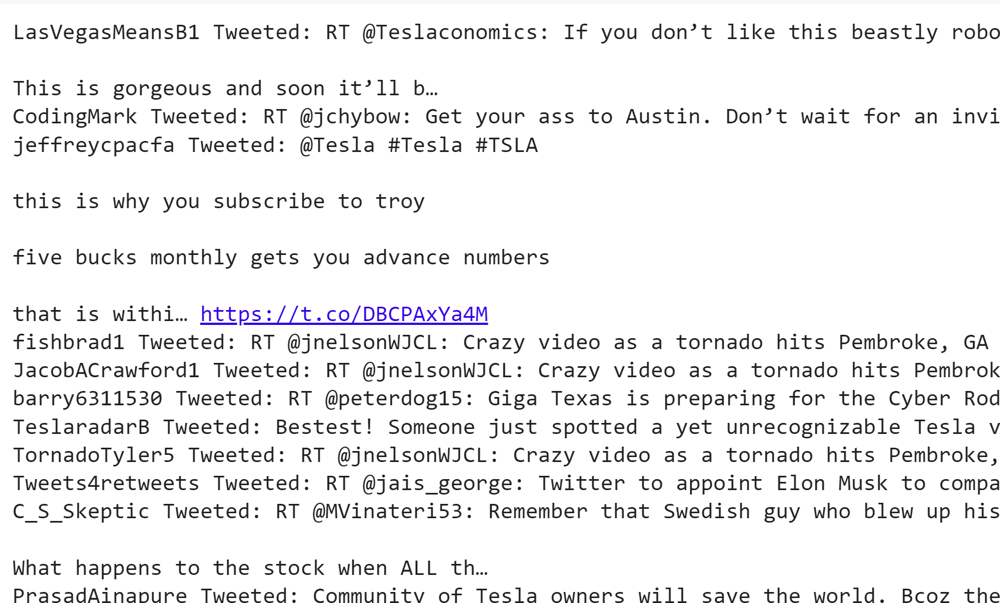 LasVegasMeansB1 Tweeted: RT @Teslaconomics: If you don’t like this beastly robo
This is gorgeous and soon it’ll b…
CodingMark Tweeted: RT @jchybow: Get your ass to Austin. Don’t wait for an invi
jeffreycpacfa Tweeted: @Tesla #Tesla #TSLA
this is why you subscribe to troy
five bucks monthly gets you advance numbers
that is withi… https://t.co/DBCPAxYa4M
fishbrad1 Tweeted: RT @jnelsonWJCL: Crazy video as a tornado hits Pembroke, GA
JacobACrawford1 Tweeted: RT @jnelsonWJCL: Crazy video as a tornado hits Pembrok
barry6311530 Tweeted: RT @peterdog15: Giga Texas is preparing for the Cyber Rod
TeslaradarB Tweeted: Bestest! Someone just spotted a yet unrecognizable Tesla v
TornadoTyler5 Tweeted: RT @jnelsonWJCL: Crazy video as a tornado hits Pembroke,
Tweets4retweets Tweeted: RT @jais_george: Twitter to appoint Elon Musk to compa
C_S_Skeptic Tweeted: RT @MVinateri53: Remember that Swedish guy who blew up his
What happens to the stock when ALL th…
PrasadAinapure Tweeted: Community of Tesla owners will save the world. Bcoz the